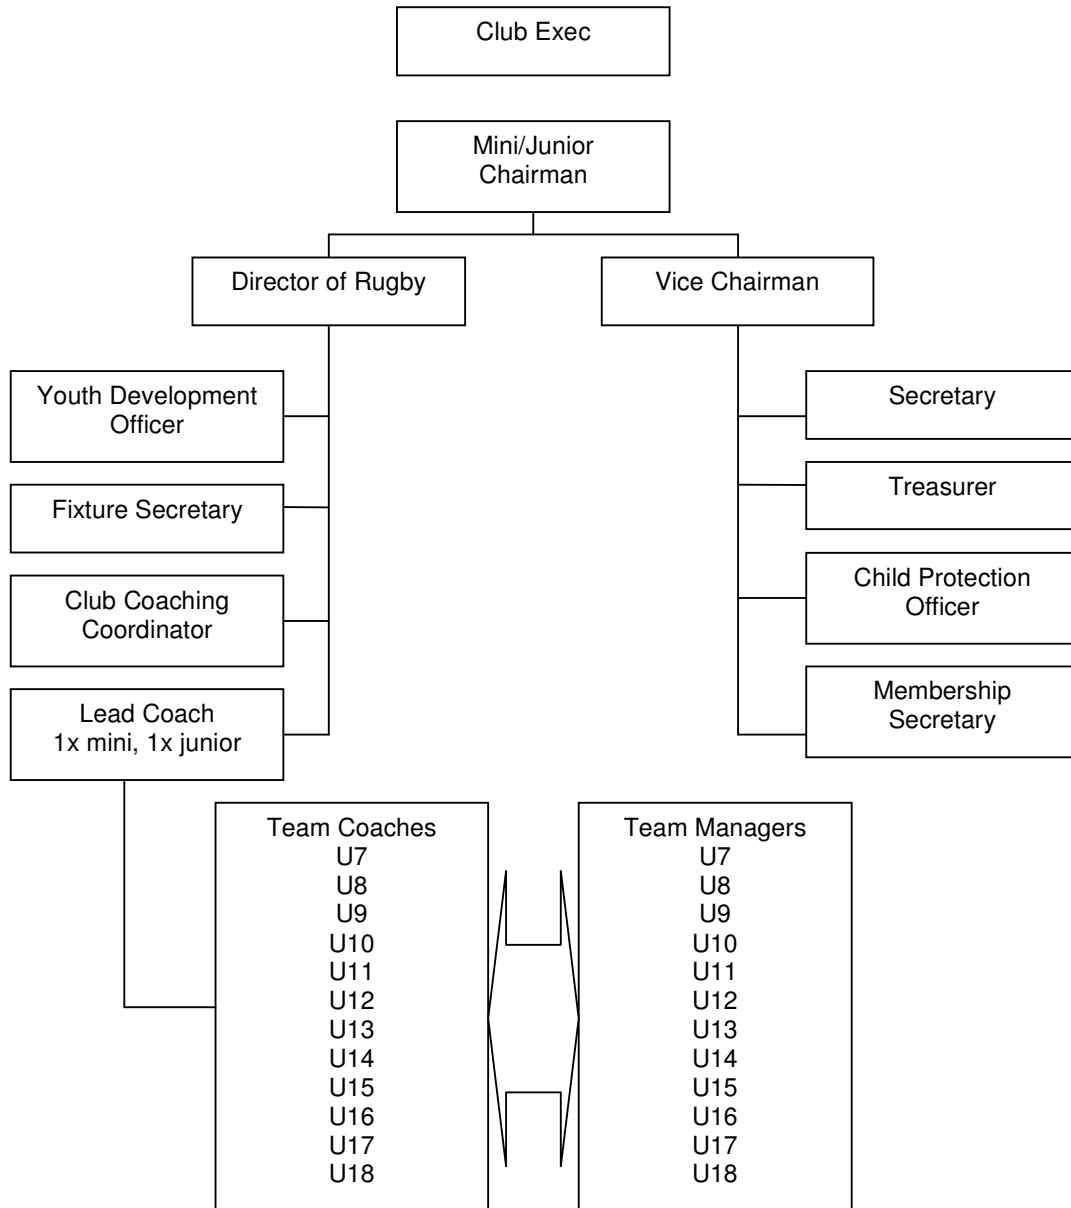 Club Exec
Mini/Junior
Chairman
Director of Rugby
Vice Chairman
Youth Development
Officer
Fixture Secretary
Club Coaching
Coordinator
Lead Coach
1x mini, 1x junior
Secretary
Treasurer
Child Protection
Officer
Membership
Secretary
Team Coaches
U7
U8
U9
U10
U11
U12
U13
U14
U15
U16
U17
U18
Team Managers
U7
U8
U9
U10
U11
U12
U13
U14
U15
U16
U17
U18